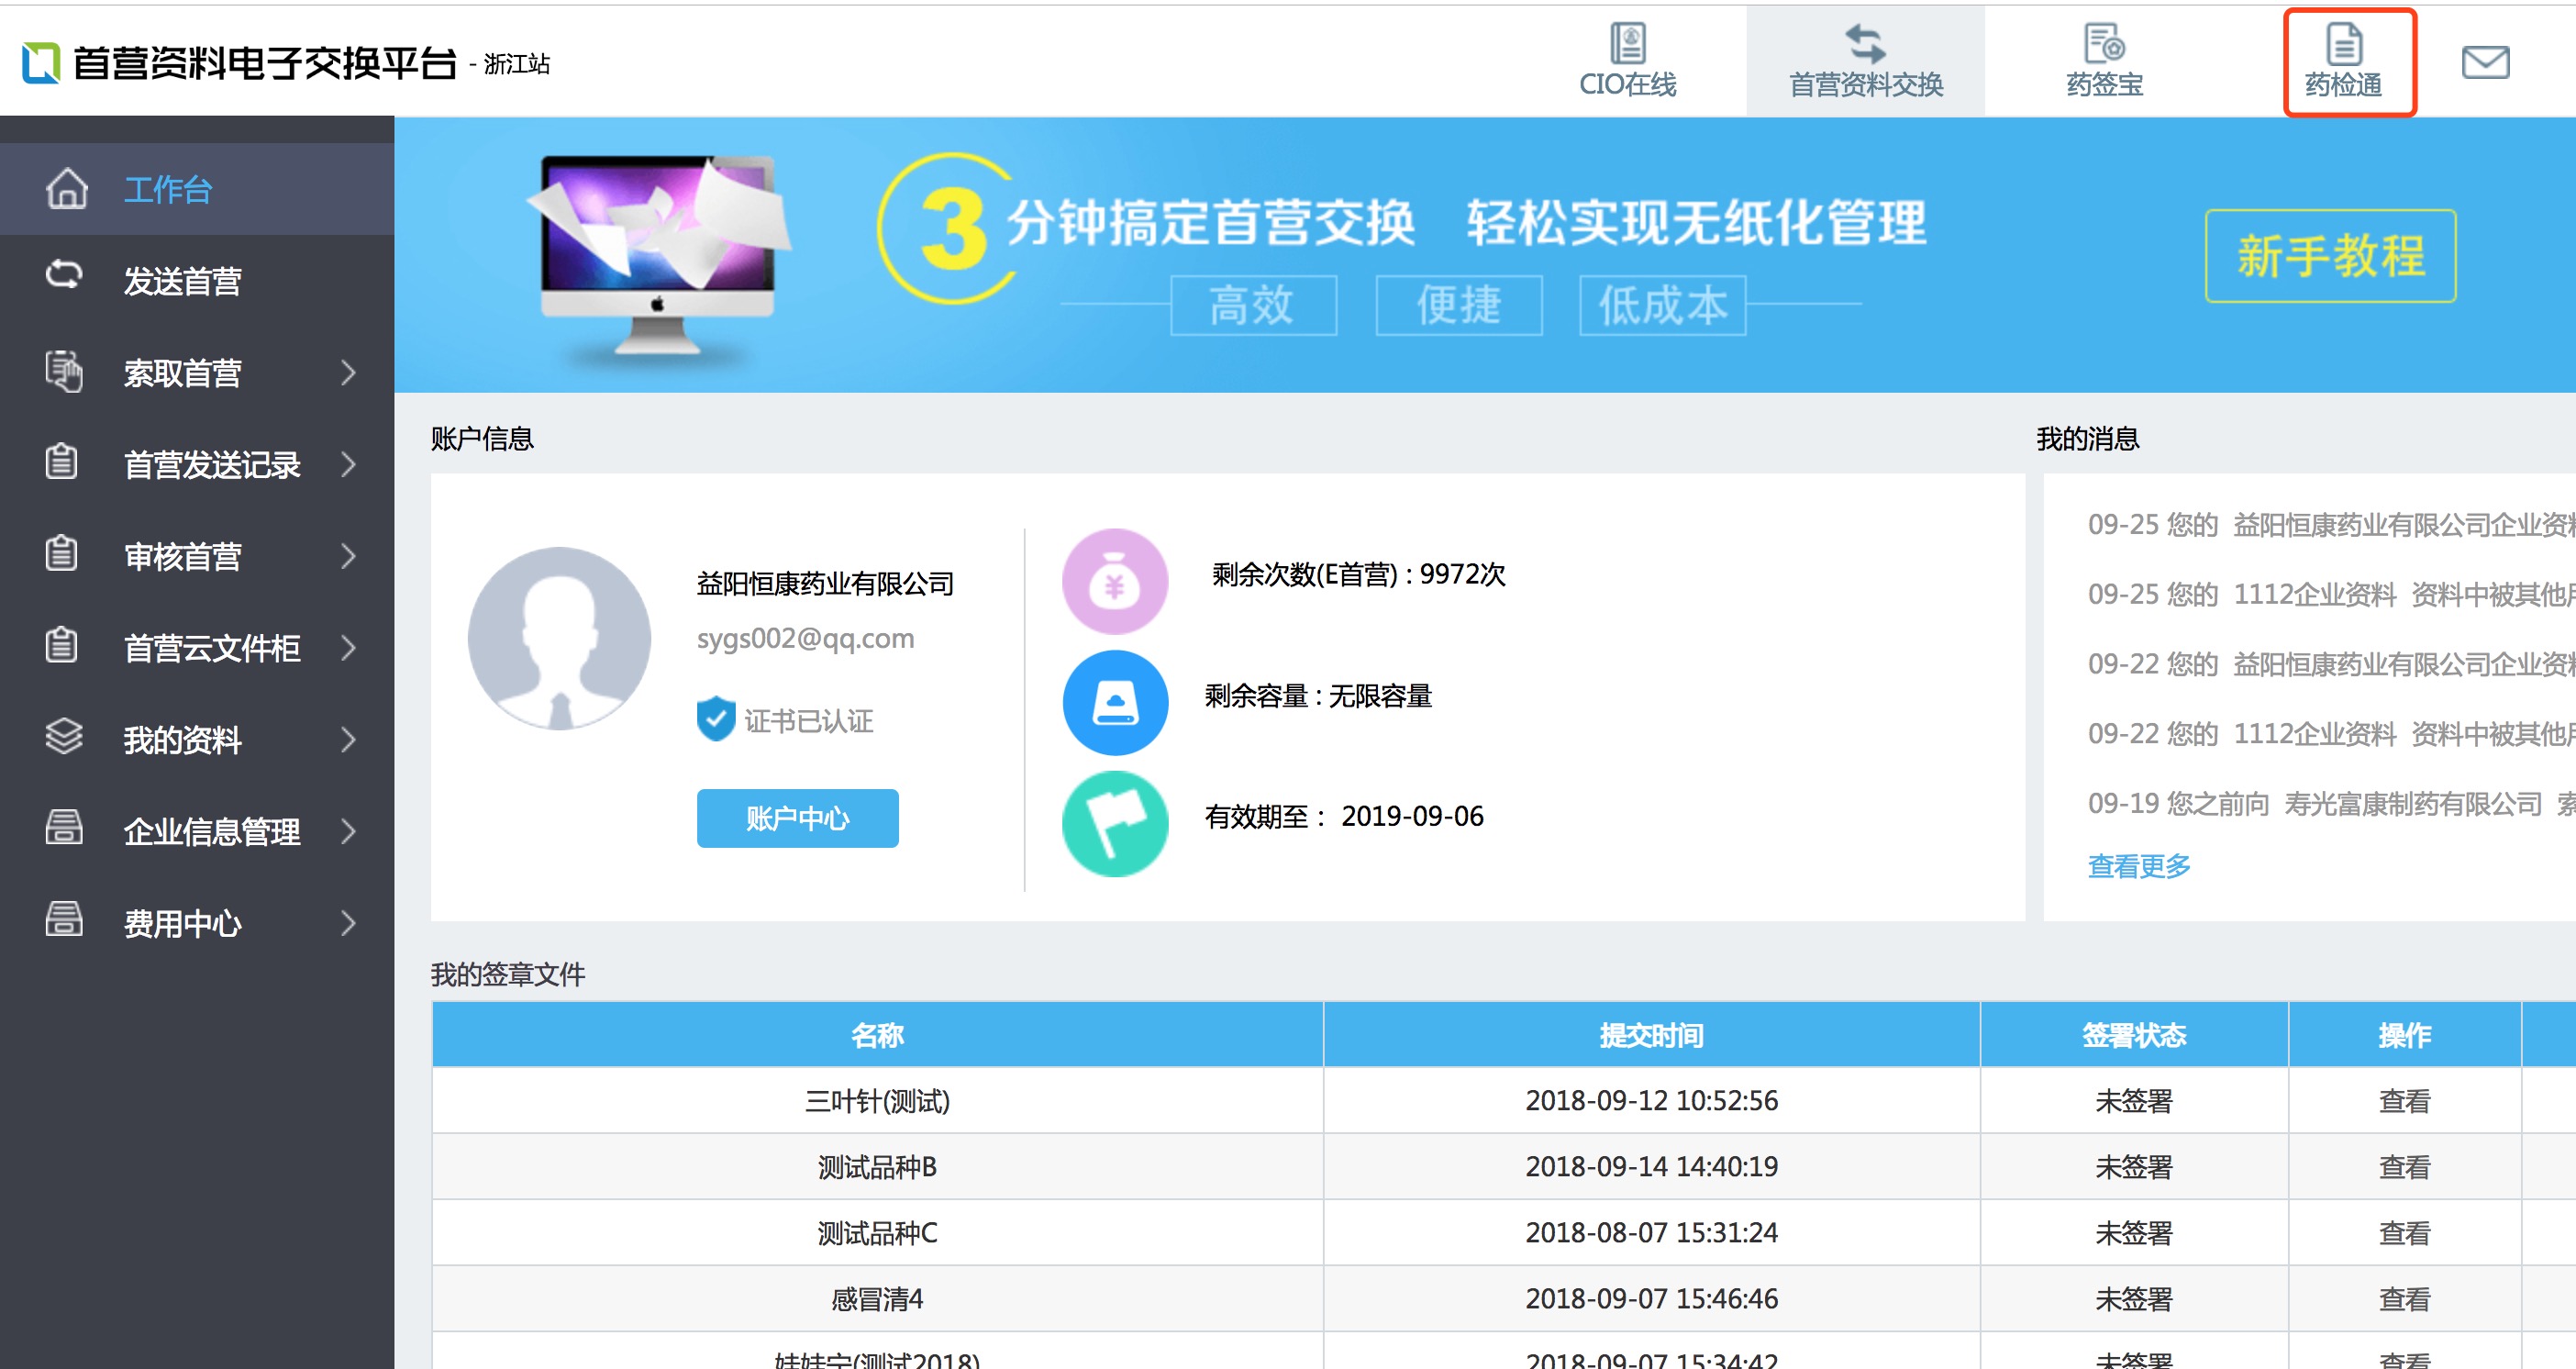 首营资料电子交换平台 - 浙江站
CIO在线
首营资料交换
药签宝
药检通
工作台
发送首营
索取首营
首营发送记录
审核首营
首营云文件柜
我的资料
企业信息管理
费用中心
3分钟搞定首营交换 轻松实现无纸化管理
高效 便捷 低成本
新手教程
账户信息
益阳恒康药业有限公司
sygs002@qq.com
证书已认证
账户中心
剩余次数(E首营) : 9972次
剩余容量 : 无限容量
有效期至： 2019-09-06
我的消息
09-25 您的 益阳恒康药业有限公司企业资料
09-25 您的 1112企业资料 资料中被其他用
09-22 您的 益阳恒康药业有限公司企业资料
09-22 您的 1112企业资料 资料中被其他用
09-19 您之前向 寿光富康制药有限公司 索
查看更多
我的签章文件
名称 提交时间 签署状态 操作
三叶针(测试) 2018-09-12 10:52:56 未签署 查看
测试品种B 2018-09-14 14:40:19 未签署 查看
测试品种C 2018-08-07 15:31:24 未签署 查看
感冒清4 2018-09-07 15:46:46 未签署 查看
娃娃宁(测试2018) 2018-09-07 15:34:42 未签署 查看